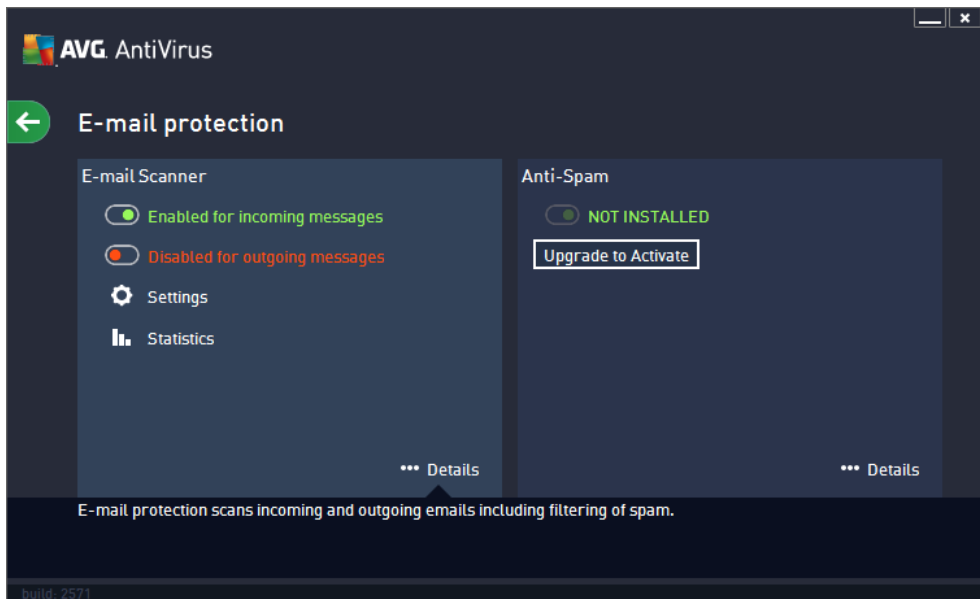 AVG. AntiVirus
E-mail protection
E-mail Scanner
Enabled for incoming messages
Disabled for outgoing messages
Settings
Statistics
Details
Anti-Spam
NOT INSTALLED
Upgrade to Activate
Details
E-mail protection scans incoming and outgoing emails including filtering of spam.
build: 2571